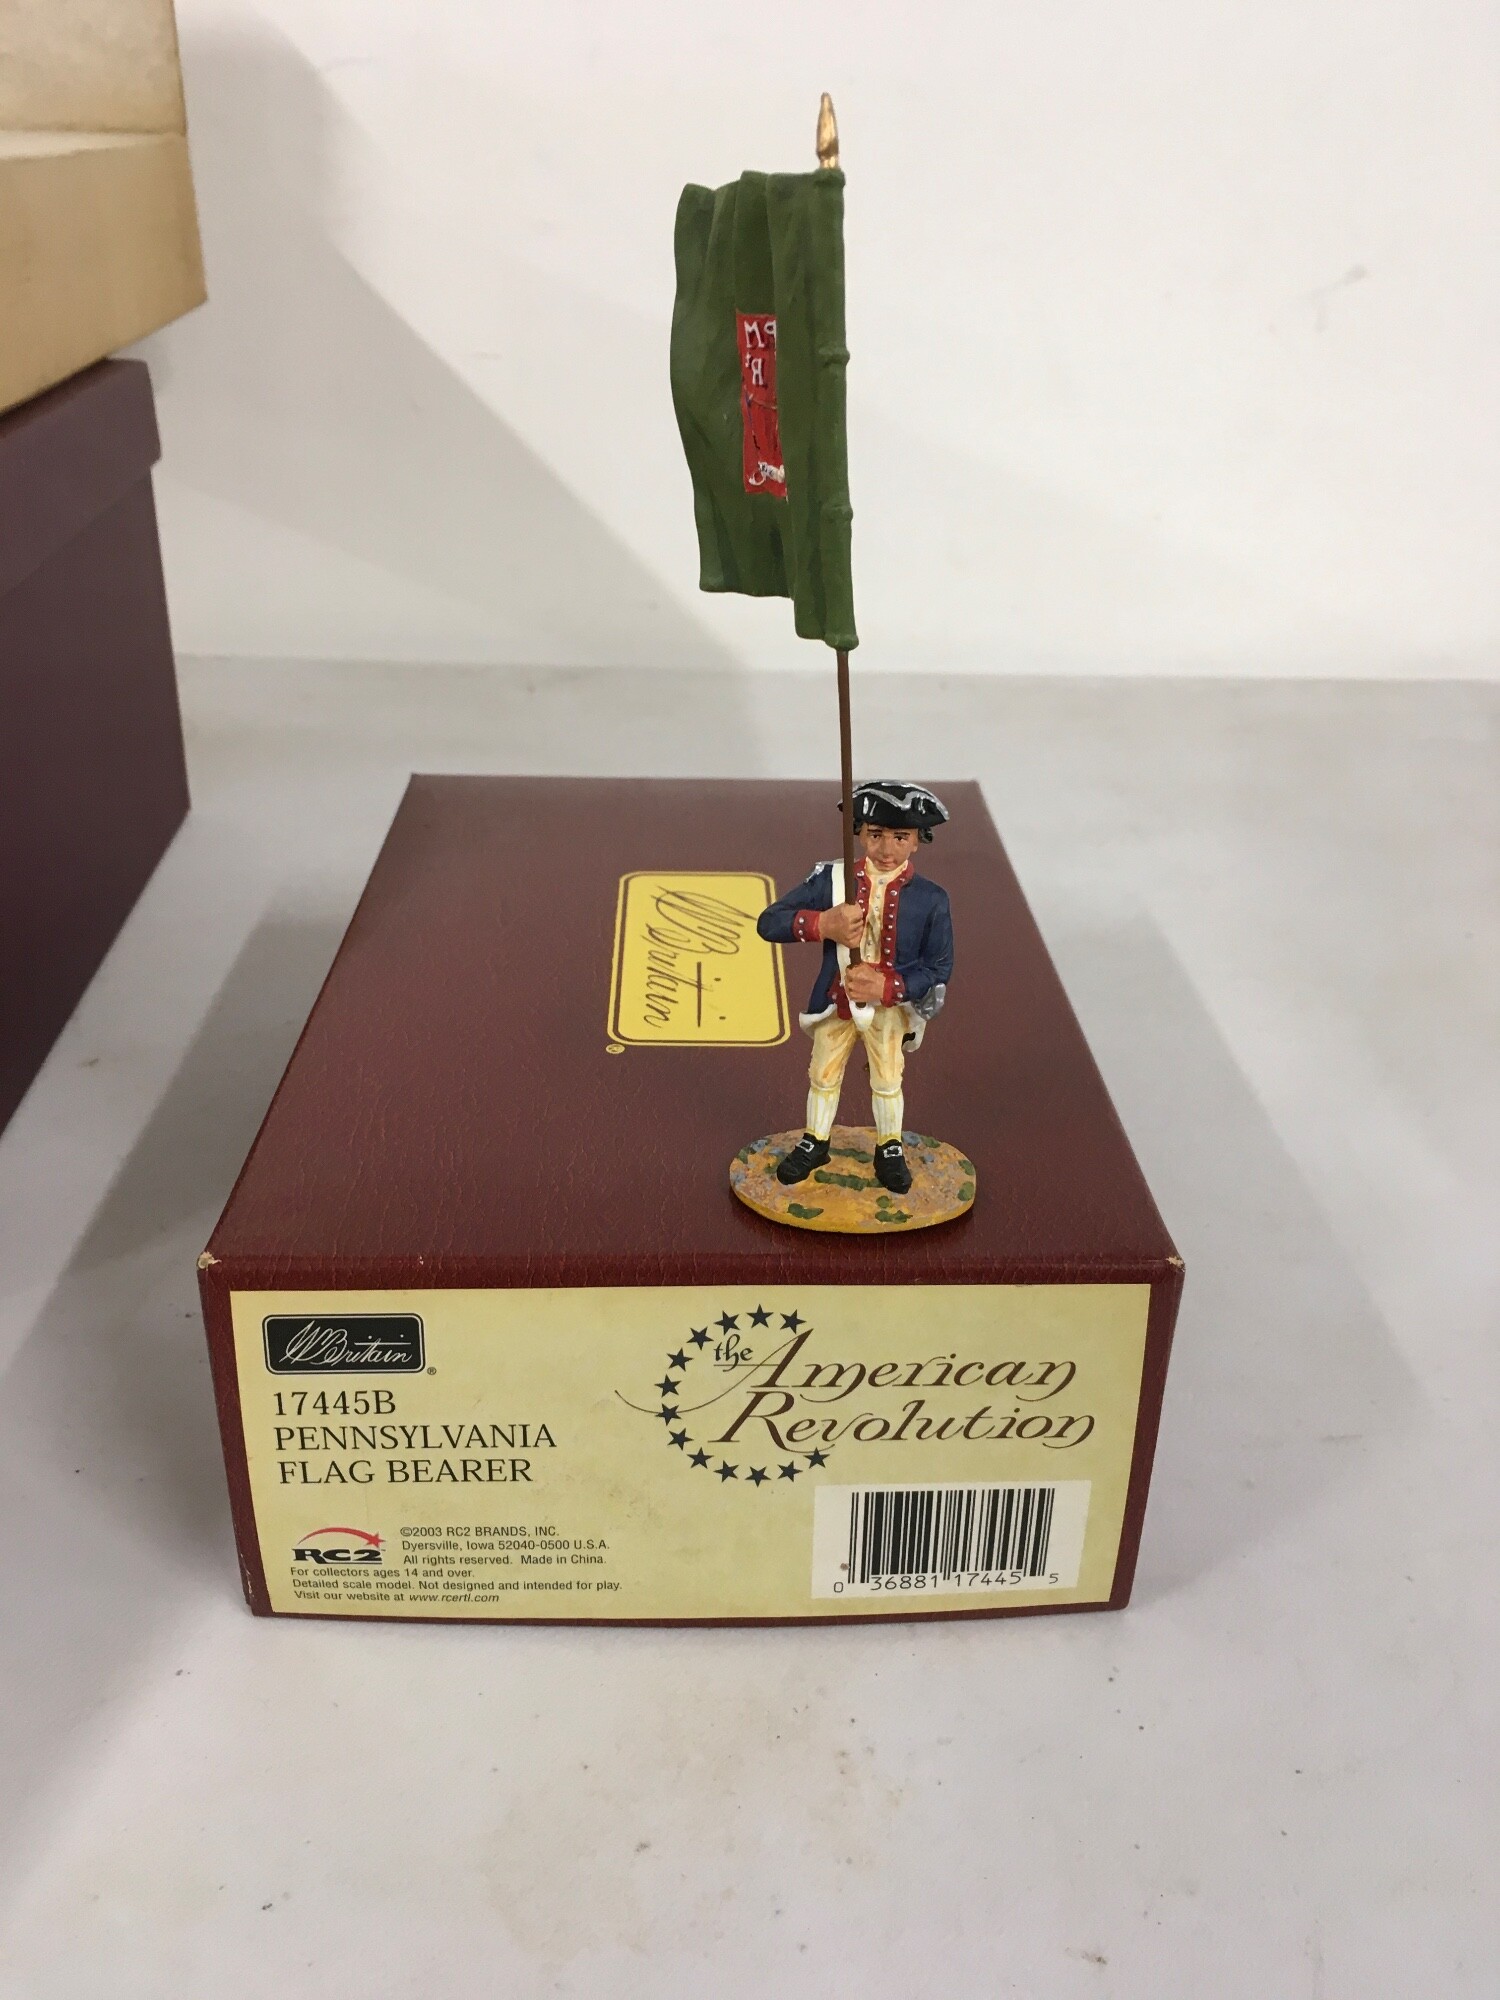 W Britain
W Britain
17445B
PENNSYLVANIA
FLAG BEARER
the American
Revolution
RC2
©2003 RC2 BRANDS, INC.
Dyersville, Iowa 52040-0500 U.S.A.
All rights reserved. Made in China.
For collectors ages 14 and over.
Detailed scale model. Not designed and intended for play.
Visit our website at www.rcertl.com
0 36881 17445 5